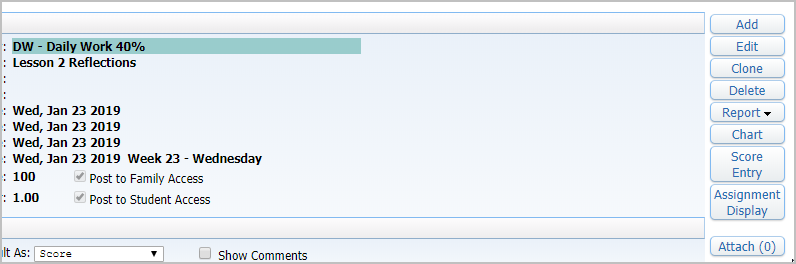 : DW - Daily Work 40%
: Lesson 2 Reflections
:
:
: Wed, Jan 23 2019
: Wed, Jan 23 2019
: Wed, Jan 23 2019
: Wed, Jan 23 2019 Week 23 - Wednesday
: 100 Post to Family Access
: 1.00 Post to Student Access
lt As: Score Show Comments
Add
Edit
Clone
Delete
Report
Chart
Score
Entry
Assignment
Display
Attach (0)